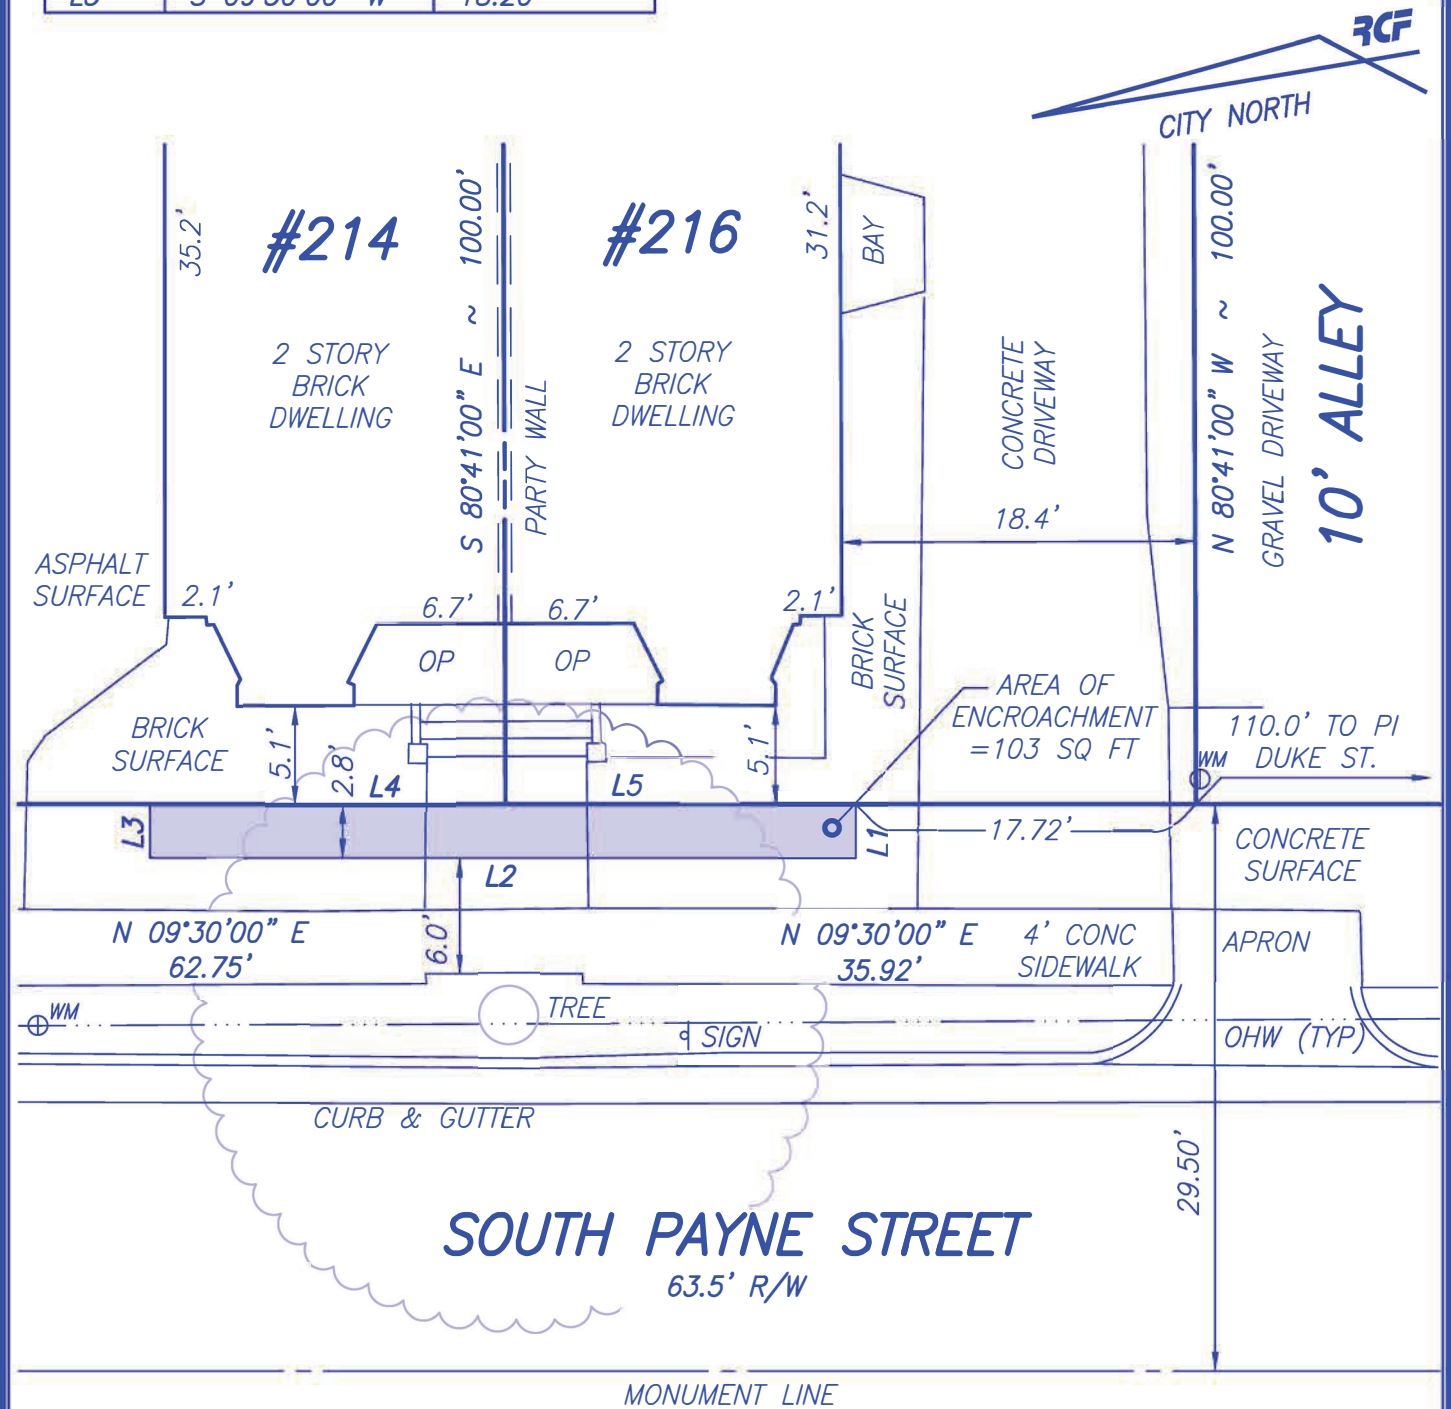 RCF
CITY NORTH
35.2'
#214
S 80°41'00" E ~ 100.00'
#216
31.2'
BAY
N 80°41'00" W ~ 100.00'
2 STORY
BRICK
DWELLING
PARTY WALL
2 STORY
BRICK
DWELLING
CONCRETE
DRIVEWAY
GRAVEL DRIVEWAY
10' ALLEY
18.4'
ASPHALT
SURFACE
2.1'
6.7'
6.7'
2.1'
OP
OP
BRICK
SURFACE
BRICK
SURFACE
AREA OF
ENCROACHMENT
=103 SQ FT
110.0' TO PI
DUKE ST.
WM
5.1'
2.8'
L4
L5
5.1'
L3
L1
17.72'
CONCRETE
SURFACE
L2
N 09°30'00" E
62.75'
6.0'
N 09°30'00" E
35.92'
4' CONC
SIDEWALK
APRON
WM
TREE
SIGN
OHW (TYP)
CURB & GUTTER
29.50'
SOUTH PAYNE STREET
63.5' R/W
MONUMENT LINE